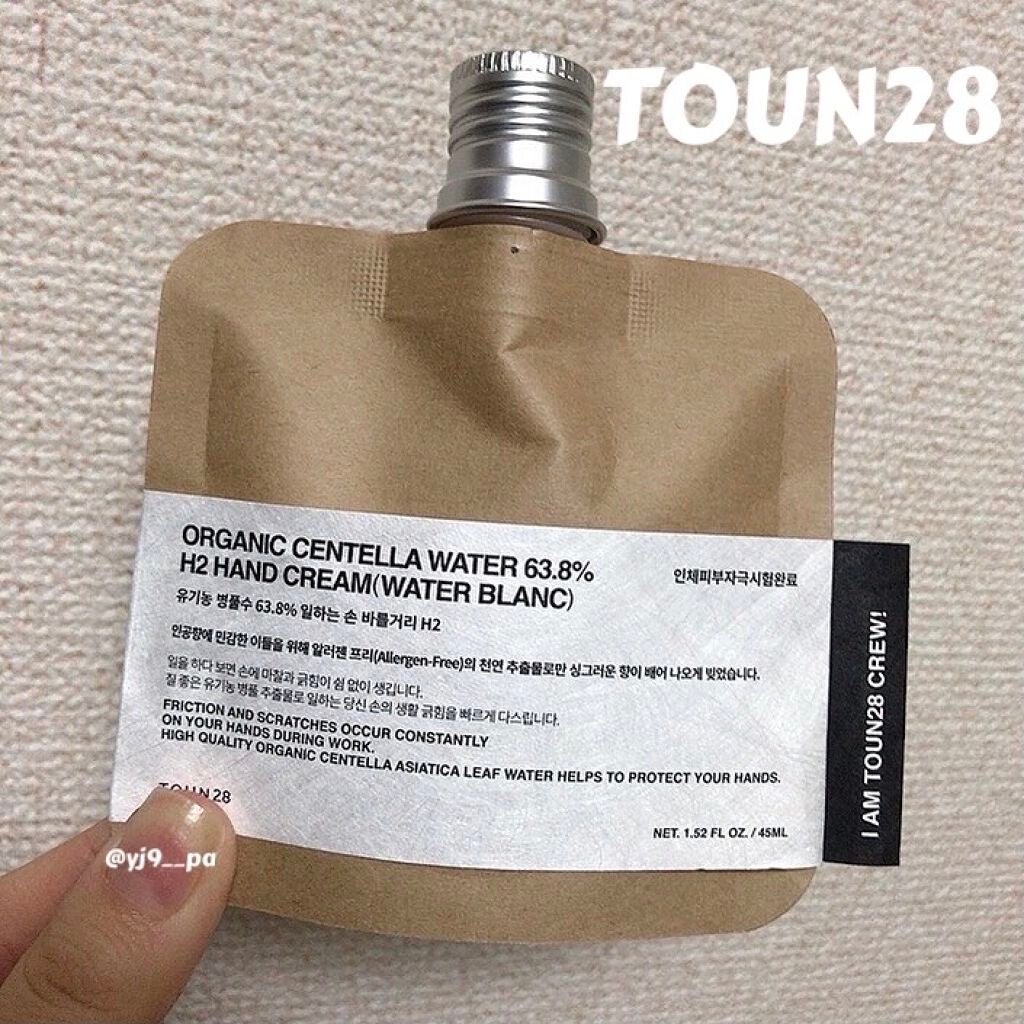 TOUN28
ORGANIC CENTELLA WATER 63.8%
H2 HAND CREAM(WATER BLANC)
인체피부자극시험완료
유기농 병풀수 63.8% 일하는 손 바를거리 H2
인공향에 민감한 이들을 위해 알러젠 프리(Allergen-Free)의 천연 추출물로만 싱그러운 향이 배어 나오게 빚었습니다.
일을 하다 보면 손에 마찰과 긁힘이 쉼 없이 생깁니다.
질 좋은 유기농 병풀 추출물로 일하는 당신 손의 생활 긁힘을 빠르게 다스립니다.
FRICTION AND SCRATCHES OCCUR CONSTANTLY
ON YOUR HANDS DURING WORK.
HIGH QUALITY ORGANIC CENTELLA ASIATICA LEAF WATER HELPS TO PROTECT YOUR HANDS.
TOUN28
NET. 1.52 FL OZ. / 45ML
I AM TOUN28 CREW!
@yj9__pa